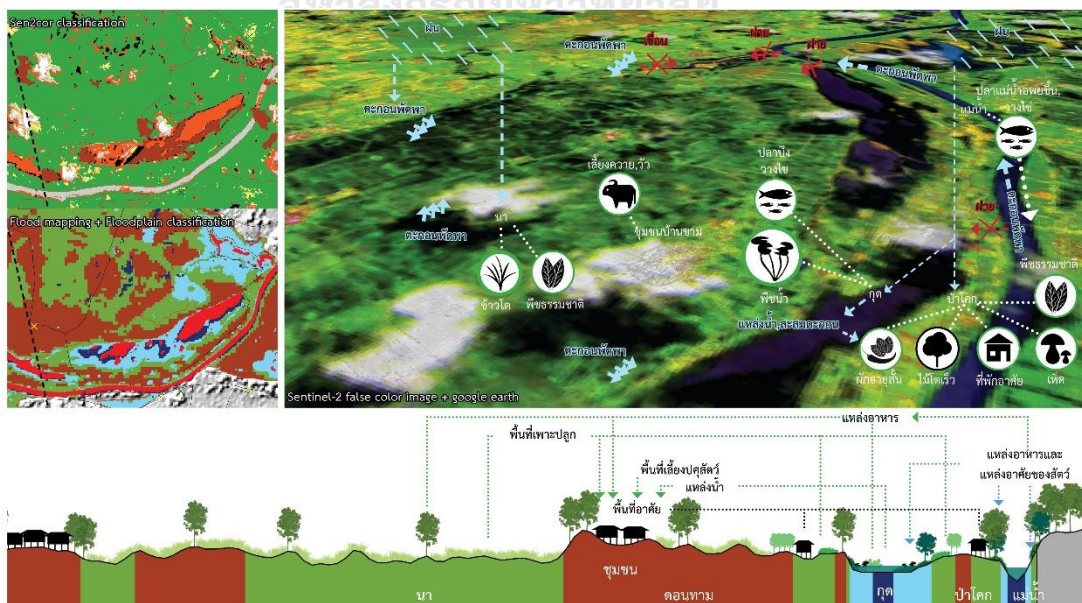 Sen2cor classification
Flood mapping + Floodplain classification
ฝน
ตะกอนพัดพา
ตะกอนพัดพา
เขื่อน
ฝาย
ฝาย
ฝน
ตะกอนพัดพา
ปลาแม่น้ำอพยขึ้น,
วางไข่
แม่น้ำ
เลี้ยงควาย,วัว
ชุมชนบ้านขาม
ปลาบึง
วางไข่
นา
ตะกอนพัดพา
ข้าวโด
พืชธรรมชาติ
พืชน้ำ
กุด
แหล่งน้ำ,สะสมตะกอน
ฝาย
ตะกอนพัดพา
พืชธรรมชาติ
ป่าโคก
ผักอายุสั้น
ไม้โตเร็ว
ที่พักอาศัย
เห็ด
ตะกอนพัดพา
Sentinel-2 false color image + google earth
แหล่งอาหาร
พื้นที่เพาะปลูก
แหล่งอาหารและ
แหล่งอาศัยของสัตว์
พื้นที่เลี้ยงปศุสัตว์
แหล่งน้ำ
พื้นที่อาศัย
ชุมชน
นา
ดอนทาม
กุด
ป่าโคก
แม่น้ำ